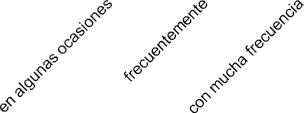 en algunas ocasiones
frecuentemente
con mucha frecuencia